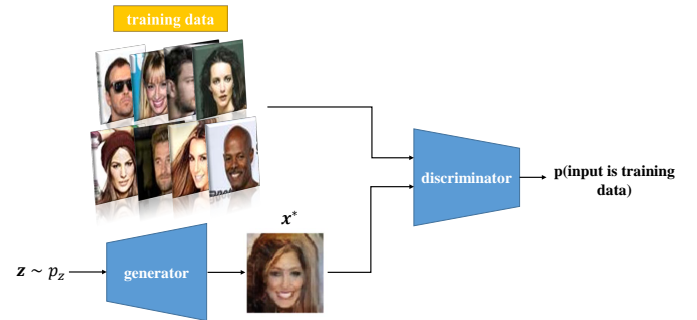 training data
discriminator
p(input is training
data)
x*
z ~ p_z
generator